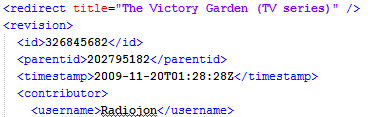 <redirect title="The Victory Garden (TV series)" />
<revision>
<id>326845682</id>
<parentid>202795182</parentid>
<timestamp>2009-11-20T01:28:28Z</timestamp>
<contributor>
<username>Radiojon</username>